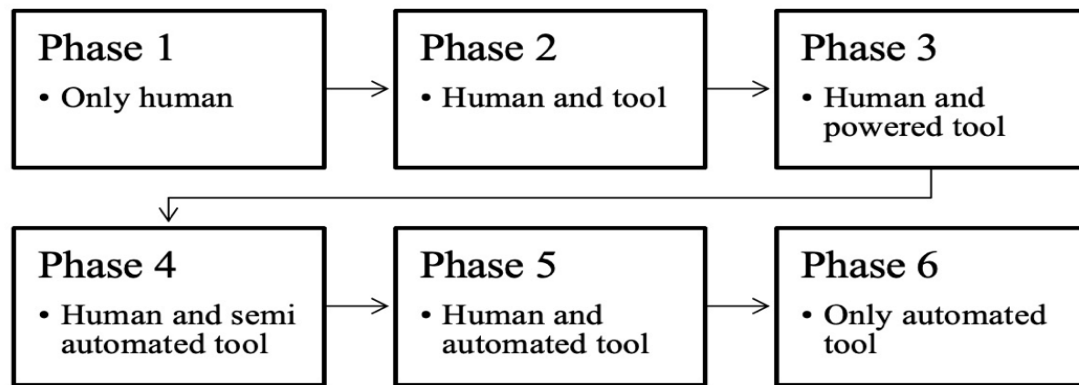 Phase 1
• Only human
Phase 2
• Human and tool
Phase 3
• Human and
powered tool
Phase 4
• Human and semi
automated tool
Phase 5
• Human and
automated tool
Phase 6
• Only automated
tool